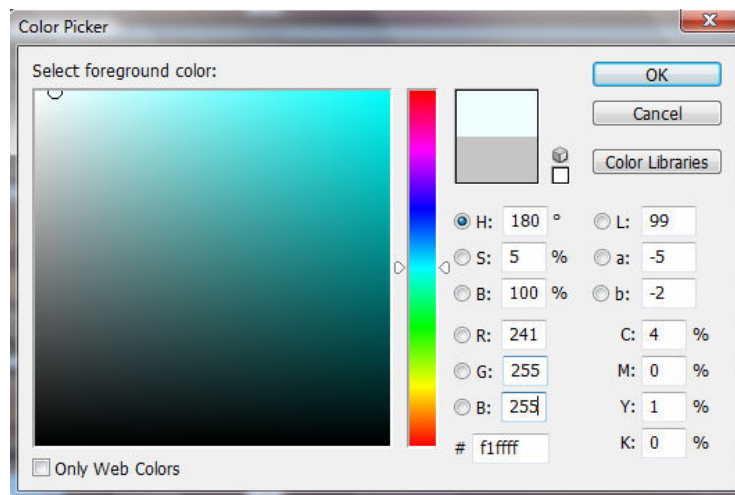 Color Picker
X
Select foreground color:
OK
Cancel
Color Libraries
H: 180 °
L: 99
S: 5 %
a: -5
B: 100 %
b: -2
R: 241
C: 4 %
G: 255
M: 0 %
B: 255
Y: 1 %
# f1ffff
K: 0 %
Only Web Colors